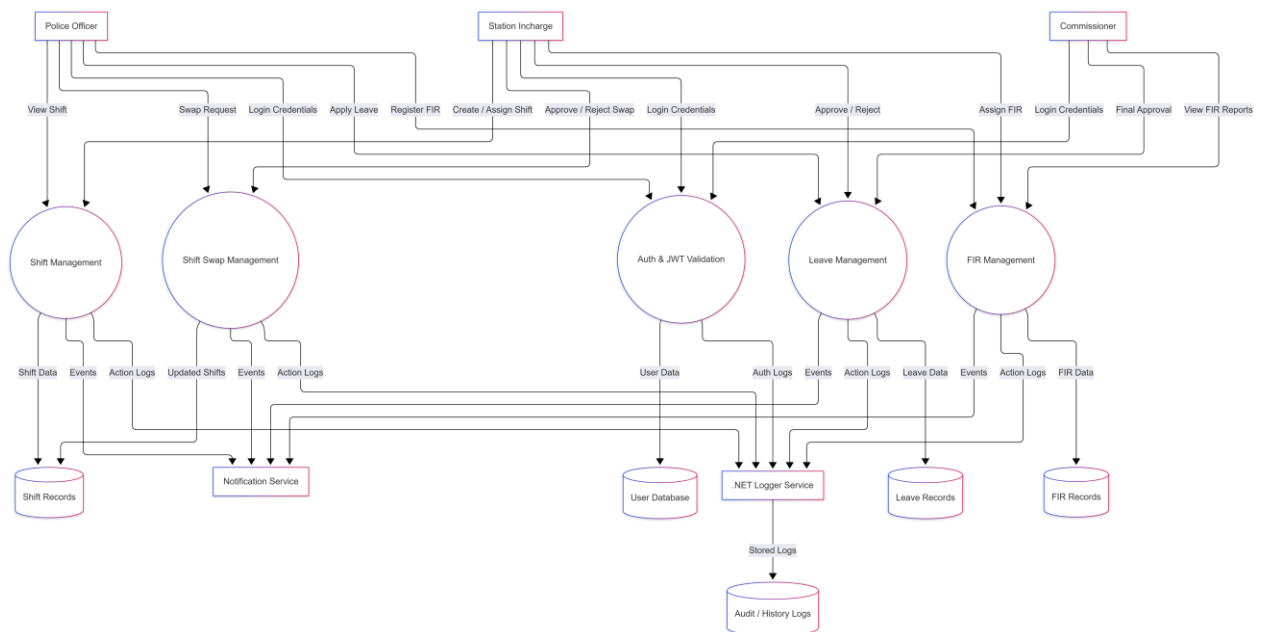 Police Officer
Station Incharge
Commissioner
View Shift
Swap Request
Login Credentials
Apply Leave
Register FIR
Create / Assign Shift
Approve / Reject Swap
Login Credentials
Approve / Reject
Assign FIR
Login Credentials
Final Approval
View FIR Reports
Shift Management
Shift Swap Management
Auth & JWT Validation
Leave Management
FIR Management
Shift Data
Events
Action Logs
Updated Shifts
Events
Action Logs
User Data
Auth Logs
Events
Action Logs
Leave Data
Events
Action Logs
FIR Data
Shift Records
Notification Service
User Database
.NET Logger Service
Leave Records
FIR Records
Stored Logs
Audit / History Logs